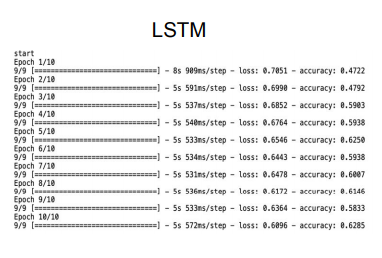 LSTM
start
Epoch 1/10
9/9 [==============================] - 8s 909ms/step - loss: 0.7051 - accuracy: 0.4722
Epoch 2/10
9/9 [==============================] - 5s 591ms/step - loss: 0.6990 - accuracy: 0.4792
Epoch 3/10
9/9 [==============================] - 5s 537ms/step - loss: 0.6852 - accuracy: 0.5903
Epoch 4/10
9/9 [==============================] - 5s 540ms/step - loss: 0.6764 - accuracy: 0.5938
Epoch 5/10
9/9 [==============================] - 5s 533ms/step - loss: 0.6546 - accuracy: 0.6250
Epoch 6/10
9/9 [==============================] - 5s 534ms/step - loss: 0.6443 - accuracy: 0.5938
Epoch 7/10
9/9 [==============================] - 5s 531ms/step - loss: 0.6478 - accuracy: 0.6007
Epoch 8/10
9/9 [==============================] - 5s 536ms/step - loss: 0.6172 - accuracy: 0.6146
Epoch 9/10
9/9 [==============================] - 5s 533ms/step - loss: 0.6364 - accuracy: 0.5833
Epoch 10/10
9/9 [==============================] - 5s 572ms/step - loss: 0.6096 - accuracy: 0.6285